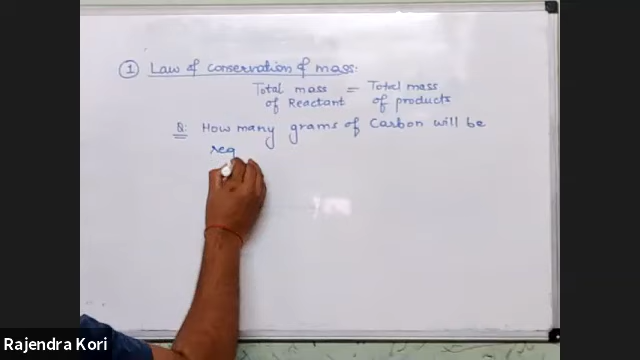 ① Law of conservation of mass:
Total mass = Total mass
of Reactant of products
Q: How many grams of Carbon will be
req
Rajendra Kori